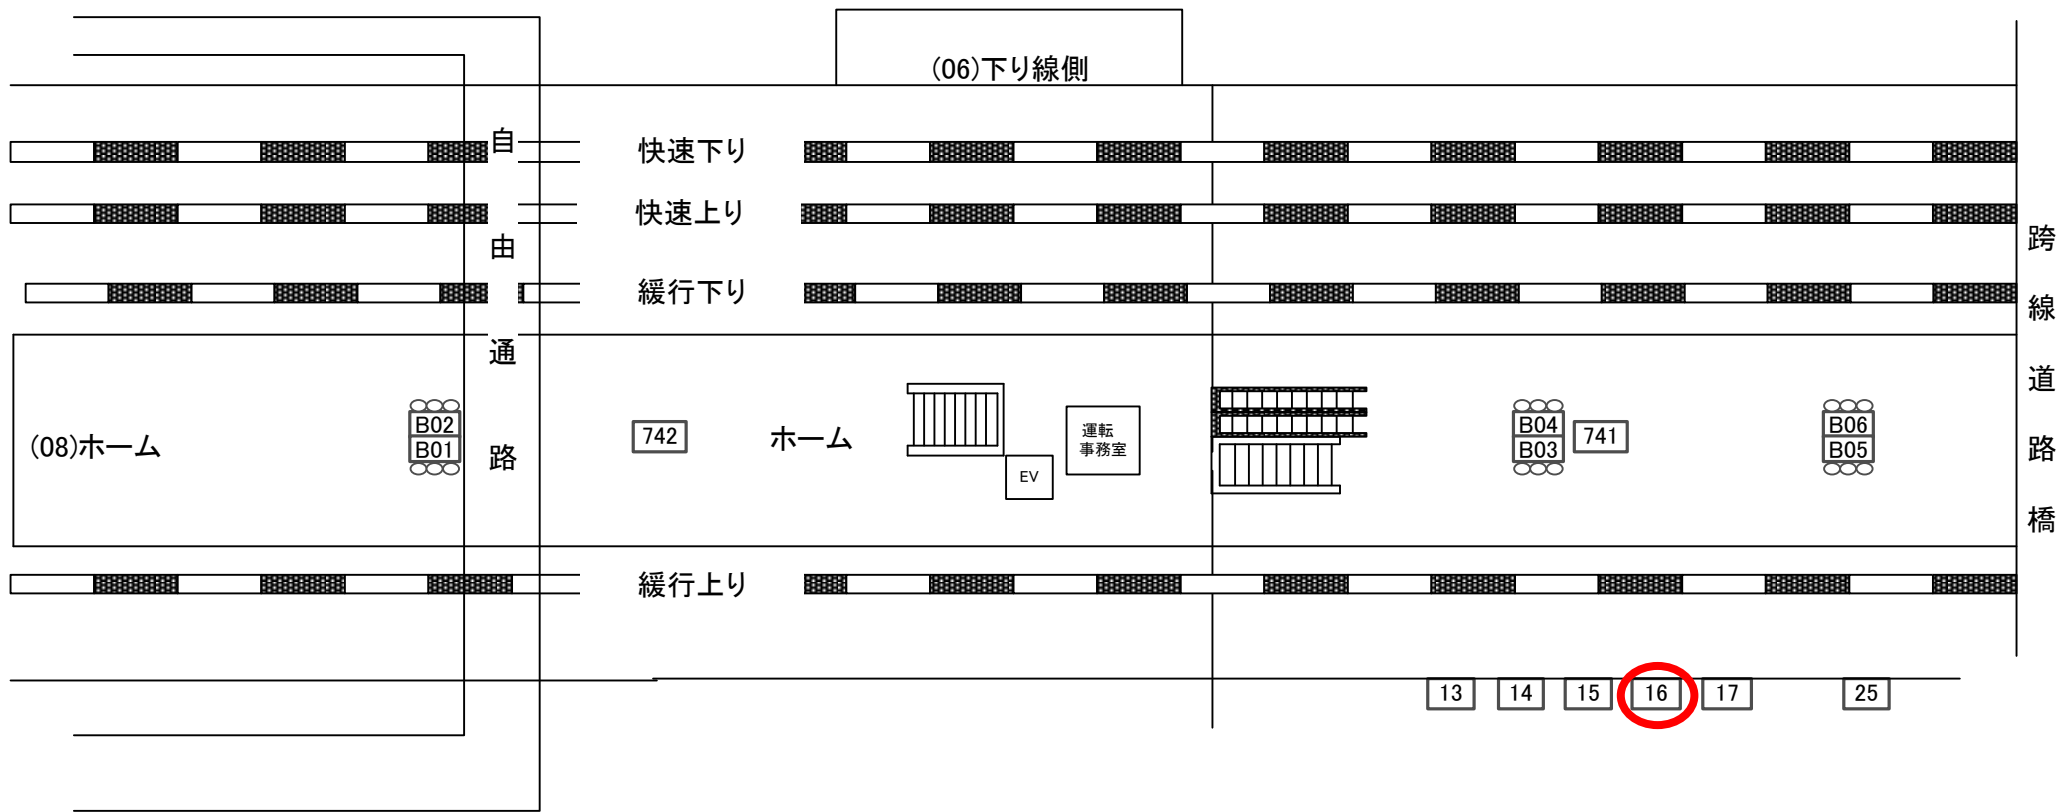 (06)下り線側
快速下り
快速上り
緩行下り
自由通路
跨線道路橋
(08)ホーム
B02
B01
742
ホーム
EV
運転
事務室
B04
B03
741
B06
B05
緩行上り
13
14
15
16
17
25